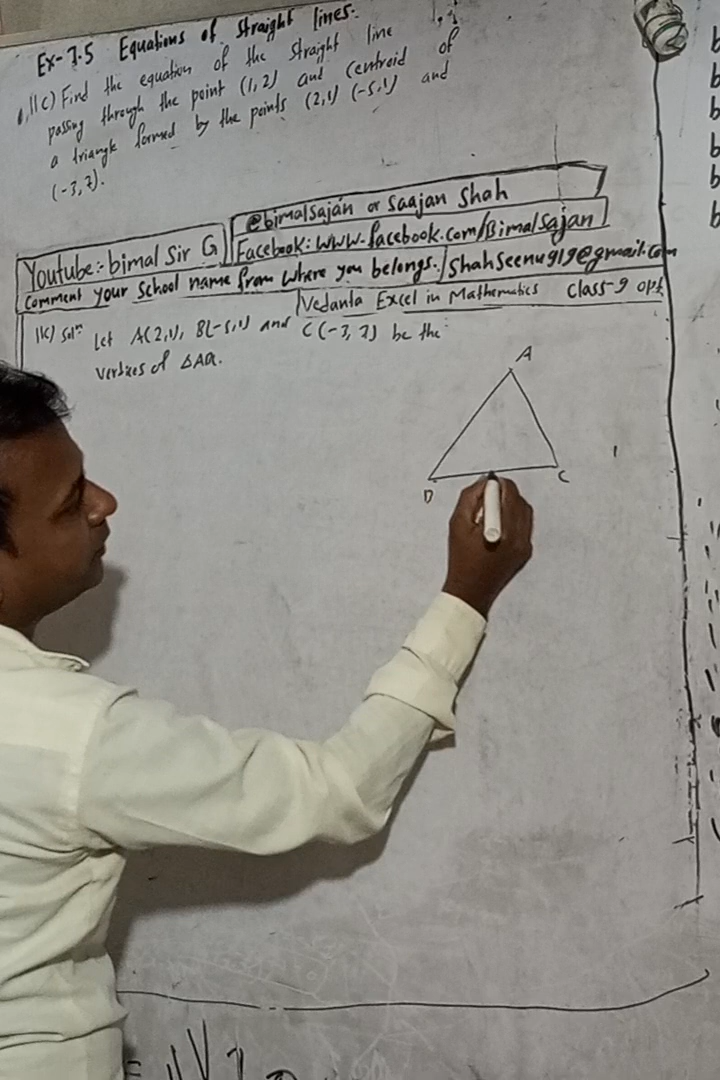 Ex-7.5 Equations of Straight lines.
11c) Find the equation of the straight line
passing through the point (1, 2) and centroid of
a triangle formed by the points (2,1) (-5,1) and
(-3,7).
@bimalsajan or Saajan Shah
Youtube:- bimal Sir G
Facebook: www.facebook.com/Bimalsajan
Comment your school name from where you belongs.
Shahseenu919@gmail.com
Vedanta Excel in Mathematics Class-9 opt
Solⁿ Let A(2,1), B(-5,1) and C(-3, 7) be the
vertices of
A
C